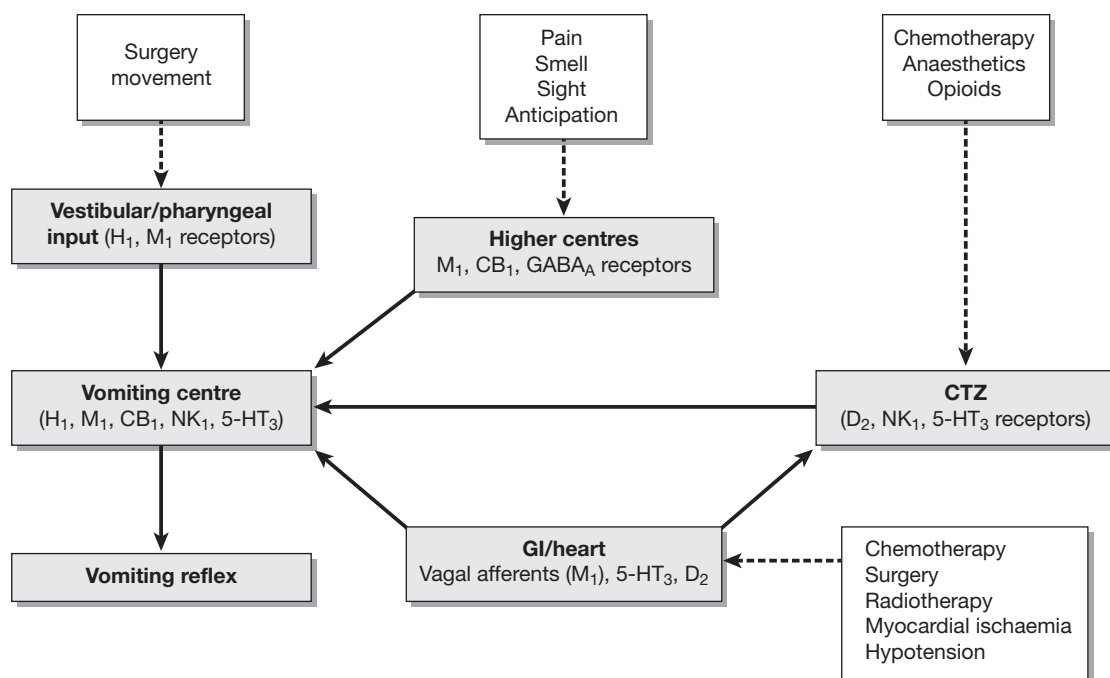 Surgery
movement
Pain
Smell
Sight
Anticipation
Chemotherapy
Anaesthetics
Opioids
Vestibular/pharyngeal
input (H₁, M₁ receptors)
Higher centres
M₁, CB₁, GABA_A receptors
Vomiting centre
(H₁, M₁, CB₁, NK₁, 5-HT₃)
CTZ
(D₂, NK₁, 5-HT₃ receptors)
Vomiting reflex
GI/heart
Vagal afferents (M₁), 5-HT₃, D₂
Chemotherapy
Surgery
Radiotherapy
Myocardial ischaemia
Hypotension